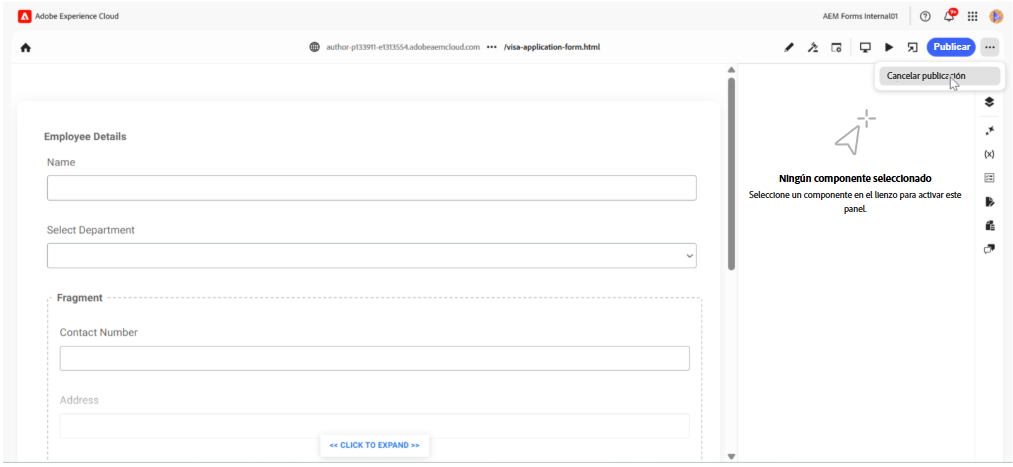 Adobe Experience Cloud
AEM Forms Internal01
9+
author-p133911-e1313554.adobeaemcloud.com ••• /visa-application-form.html
Publicar
Cancelar publicación
Employee Details
Name
Select Department
Fragment
Contact Number
Address
<< CLICK TO EXPAND >>
Ningún componente seleccionado
Seleccione un componente en el lienzo para activar este
panel.
(x)